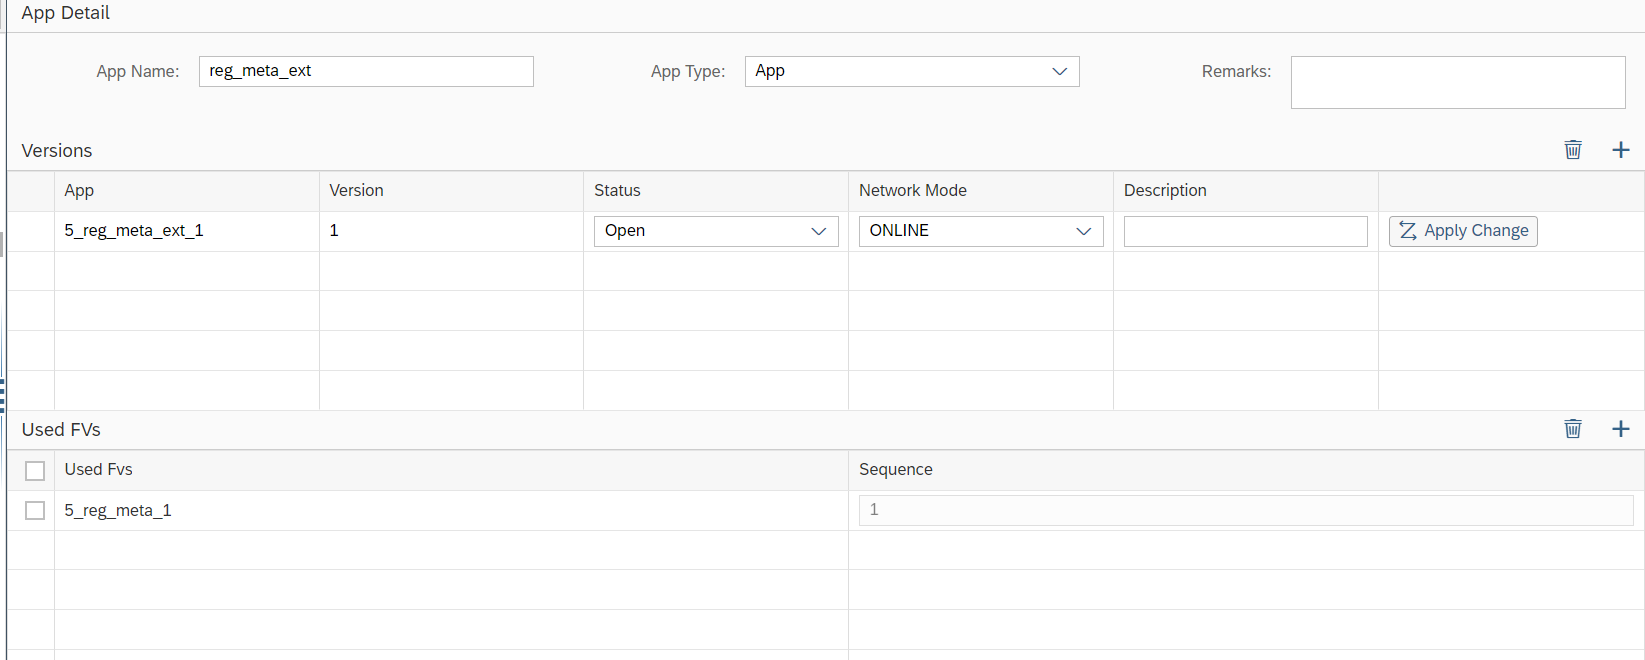 App Detail
App Name: reg_meta_ext App Type: App Remarks:
Versions
App Version Status Network Mode Description
5_reg_meta_ext_1 1 Open ONLINE Apply Change
Used FVs
Used Fvs Sequence
5_reg_meta_1 1